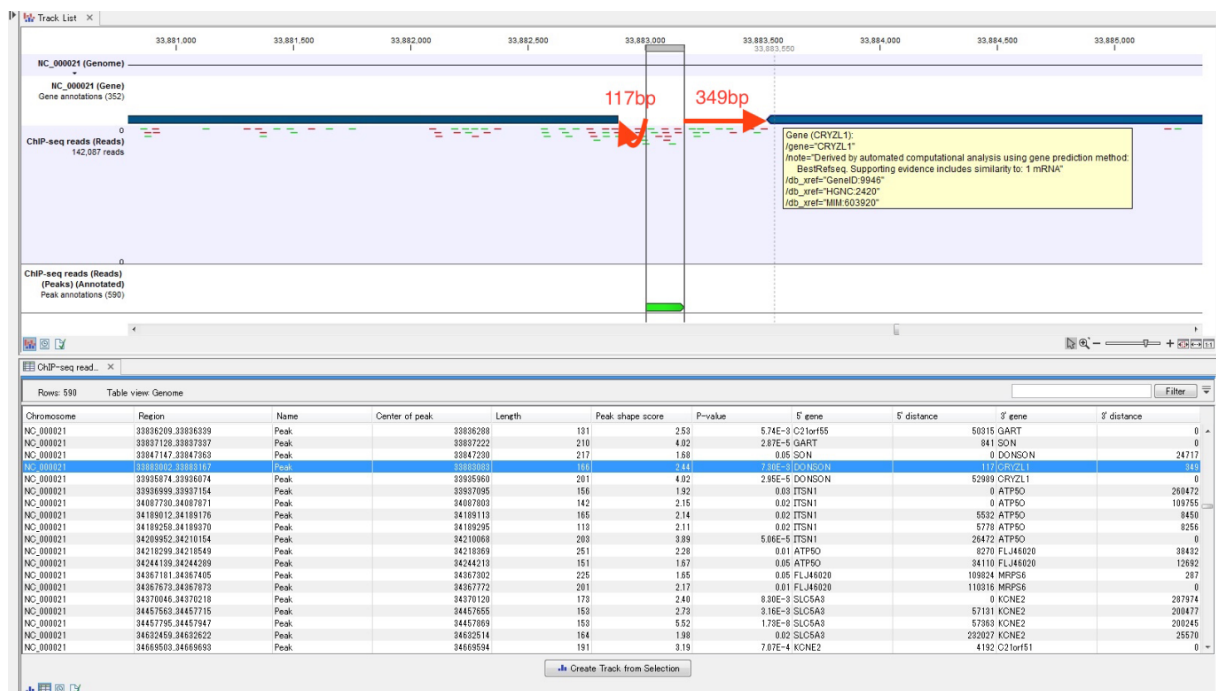 Track List
33,881,000 33,881,500 33,882,000 33,882,500 33,883,000 33,883,500 33,884,000 33,884,500 33,885,000
33,883,550
NC_000021 (Genome)
NC_000021 (Gene)
Gene annotations (352)
117bp 349bp
0
ChIP-seq reads (Reads)
142,087 reads
Gene (CRYZL1):
/gene="CRYZL1"
/note="Derived by automated computational analysis using gene prediction method:
BestRefseq. Supporting evidence includes similarity to: 1 mRNA"
/db_xref="GeneID:9946"
/db_xref="HGNC:2420"
/db_xref="MIM:603920"
0
ChIP-seq reads (Reads)
(Peaks) (Annotated)
Peak annotations (590)
ChIP-seq read...
Rows: 590 Table view: Genome Filter
Chromosome Region Name Center of peak Length Peak shape score P-value 5' gene 5' distance 3' gene 3' distance
NC_000021 33836209..33836339 Peak 33836288 131 2.53 5.74E-3 C21orf55 50315 GART 0
NC_000021 33837128..33837337 Peak 33837222 210 4.02 2.87E-5 GART 841 SON 0
NC_000021 33847147..33847363 Peak 33847230 217 1.68 0.05 SON 0 DONSON 24717
NC_000021 33883002..33883167 Peak 33883083 166 2.44 7.30E-3 DONSON 117 CRYZL1 349
NC_000021 33935874..33936074 Peak 33935960 201 4.02 2.95E-5 DONSON 52989 CRYZL1 0
NC_000021 33936999..33937154 Peak 33937095 156 1.92 0.03 ITSN1 0 ATP5O 260472
NC_000021 34087730..34087871 Peak 34087803 142 2.15 0.02 ITSN1 0 ATP5O 109755
NC_000021 34189012..34189176 Peak 34189113 165 2.14 0.02 ITSN1 5532 ATP5O 8450
NC_000021 34189258..34189370 Peak 34189295 113 2.11 0.02 ITSN1 5778 ATP5O 8256
NC_000021 34209952..34210154 Peak 34210068 203 3.89 5.06E-5 ITSN1 26472 ATP5O 0
NC_000021 34218299..34218549 Peak 34218369 251 2.28 0.01 ATP5O 8270 FLJ46020 38432
NC_000021 34244139..34244289 Peak 34244213 151 1.67 0.05 ATP5O 34110 FLJ46020 12692
NC_000021 34367181..34367405 Peak 34367302 225 1.65 0.05 FLJ46020 109824 MRPS6 287
NC_000021 34367673..34367873 Peak 34367772 201 2.17 0.01 FLJ46020 110316 MRPS6 0
NC_000021 34370046..34370218 Peak 34370120 173 2.40 8.30E-3 SLC5A3 0 KCNE2 287974
NC_000021 34457563..34457715 Peak 34457655 153 2.73 3.16E-3 SLC5A3 57131 KCNE2 200477
NC_000021 34457795..34457947 Peak 34457869 153 5.52 1.73E-8 SLC5A3 57363 KCNE2 200245
NC_000021 34632459..34632622 Peak 34632514 164 1.98 0.02 SLC5A3 232027 KCNE2 25570
NC_000021 34669503..34669693 Peak 34669594 191 3.19 7.07E-4 KCNE2 4192 C21orf51 0
Create Track from Selection